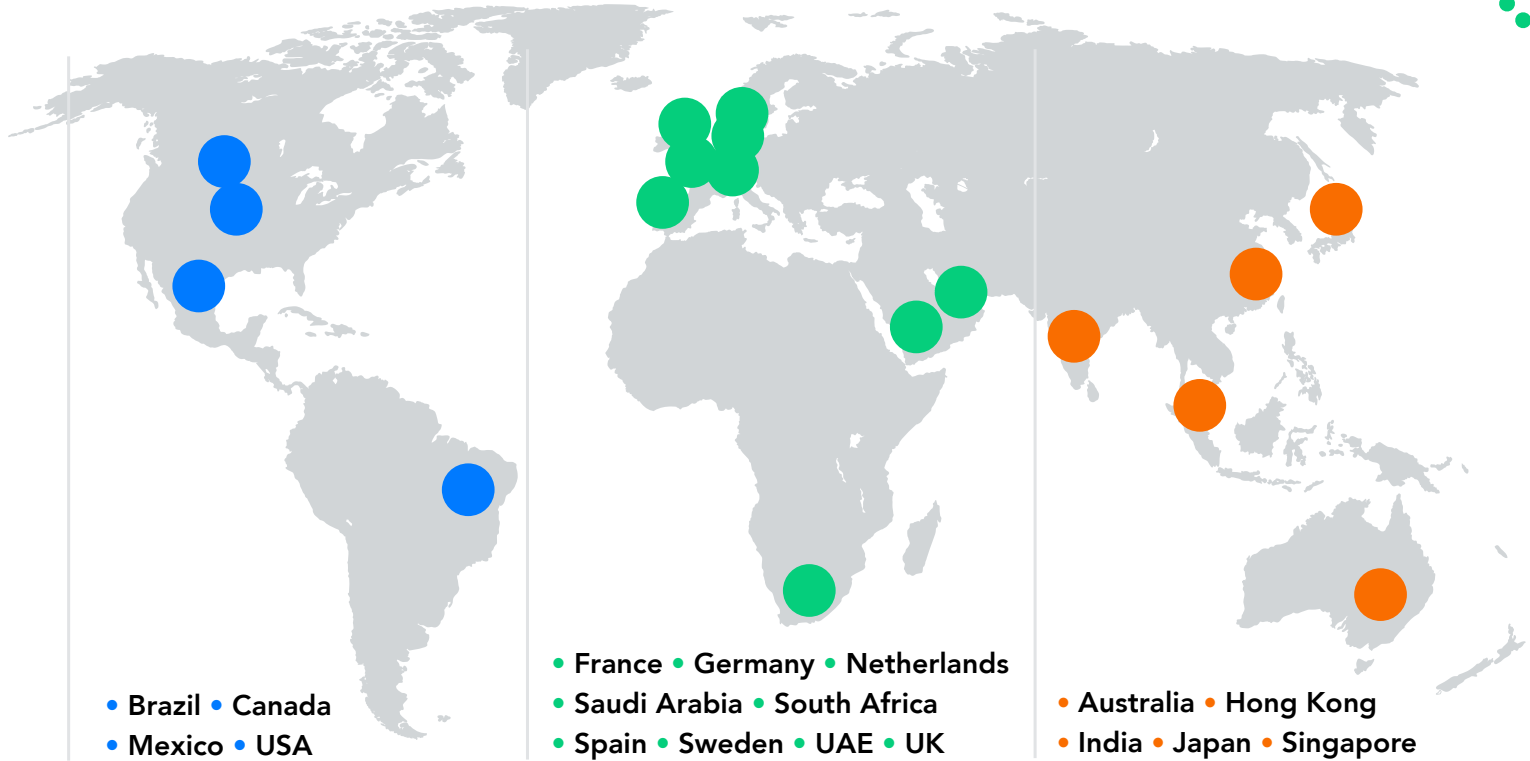 • Brazil • Canada
• Mexico • USA
• France • Germany • Netherlands
• Saudi Arabia • South Africa
• Spain • Sweden • UAE • UK
• Australia • Hong Kong
• India • Japan • Singapore